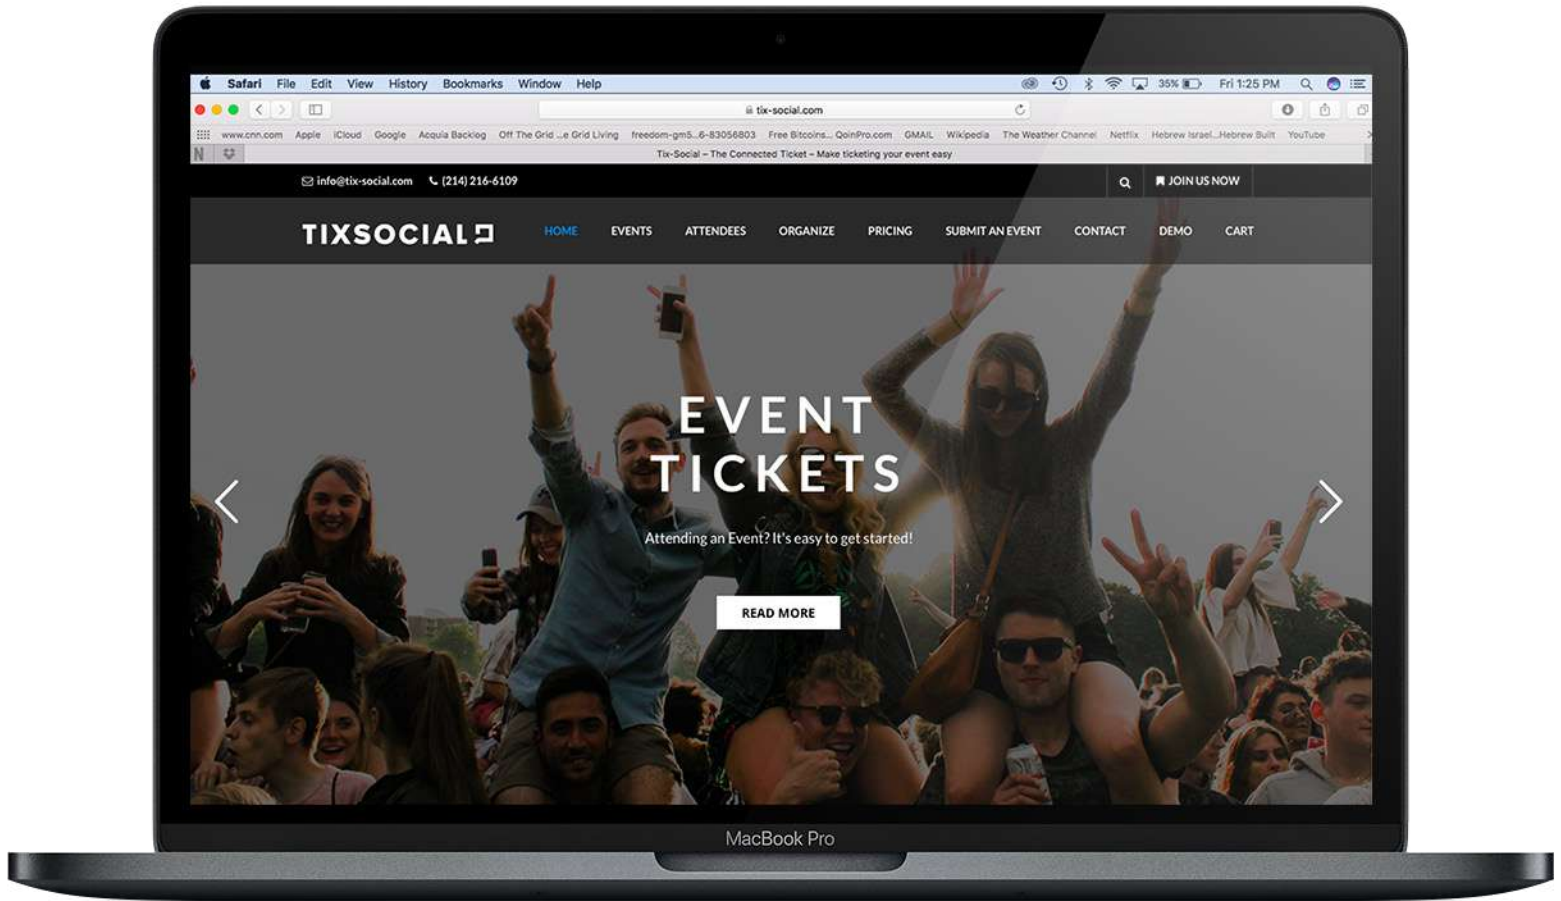 Safari File Edit View History Bookmarks Window Help 35% Fri 1:25 PM
tix-social.com
www.cnn.com Apple iCloud Google Acquia Backlog Off The Grid ...e Grid Living freedom-gm5...6-83056803 Free Bitcoins... QoinPro.com GMAIL Wikipedia The Weather Channel Netflix Hebrew Israel...Hebrew Built YouTube
N Tix-Social – The Connected Ticket – Make ticketing your event easy
info@tix-social.com (214) 216-6109 JOIN US NOW
TIXSOCIAL HOME EVENTS ATTENDEES ORGANIZE PRICING SUBMIT AN EVENT CONTACT DEMO CART
EVENT
TICKETS
Attending an Event? It's easy to get started!
READ MORE
MacBook Pro